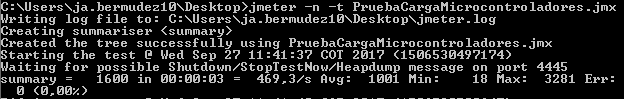 C:\Users\ja.bermudez10\Desktop>jmeter -n -t PruebaCargaMicrocontroladores.jmx
Writing log file to: C:\Users\ja.bermudez10\Desktop\jmeter.log
Creating summariser <summary>
Created the tree successfully using PruebaCargaMicrocontroladores.jmx
Starting the test @ Wed Sep 27 11:41:37 COT 2017 (1506530497174)
Waiting for possible Shutdown/StopTestNow/Heapdump message on port 4445
summary =   1600 in 00:00:03 =  469,3/s Avg:  1001 Min:    18 Max:  3281 Err:
  0 (0,00%)